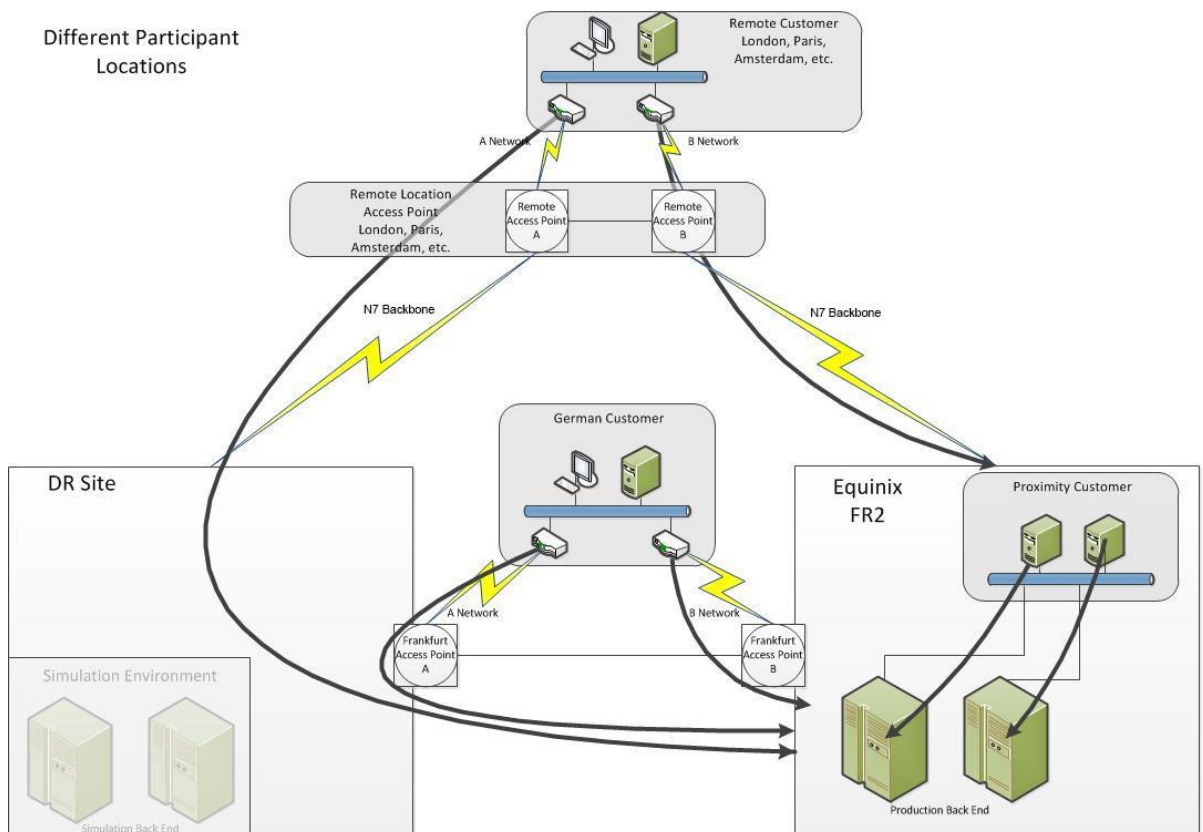 Different Participant
Locations
Remote Customer
London, Paris,
Amsterdam, etc.
A Network
B Network
Remote Location
Access Point
London, Paris,
Amsterdam, etc.
Remote
Access Point
A
Remote
Access Point
B
N7 Backbone
N7 Backbone
German Customer
DR Site
Equinix
FR2
Proximity Customer
A Network
B Network
Frankfurt
Access Point
A
Frankfurt
Access Point
B
Simulation Environment
Simulation Back End
Production Back End